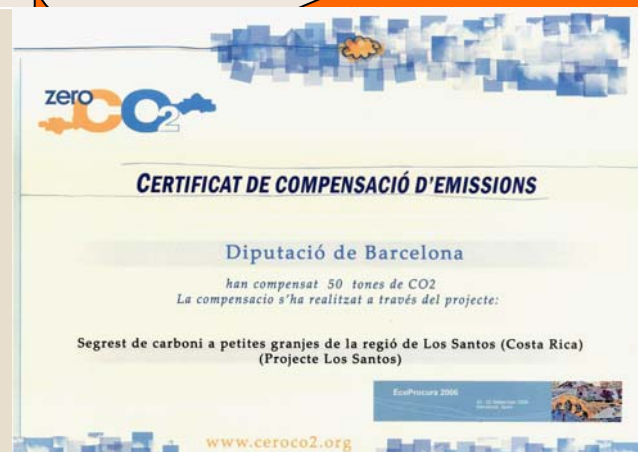 zero CO2
CERTIFICAT DE COMPENSACIÓ D'EMISSIONS
Diputació de Barcelona
han compensat 50 tones de CO2
La compensacio s'ha realitzat a través del projecte:
Segrest de carboni a petites granjes de la regió de Los Santos (Costa Rica)
(Projecte Los Santos)
EcoProcura 2006
www.ceroco2.org